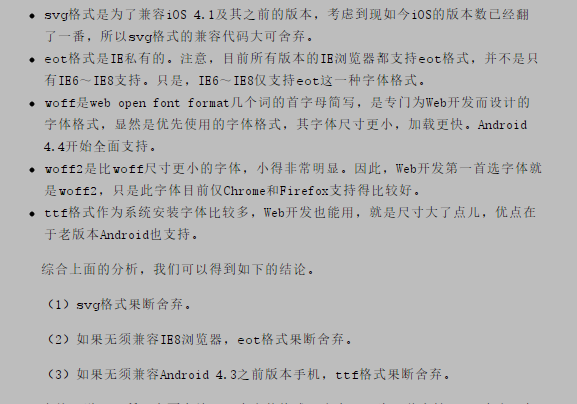 svg格式是为了兼容iOS 4.1及其之前的版本，考虑到现如今iOS的版本数已经翻
了一番，所以svg格式的兼容代码大可舍弃。
eot格式是IE私有的。注意，目前所有版本的IE浏览器都支持eot格式，并不是只
有IE6～IE8支持。只是，IE6～IE8仅支持eot这一种字体格式。
woff是web open font format几个词的首字母简写，是专门为Web开发而设计的
字体格式，显然是优先使用的字体格式，其字体尺寸更小，加载更快。Android
4.4开始全面支持。
woff2是比woff尺寸更小的字体，小得非常明显。因此，Web开发第一首选字体就
是woff2，只是此字体目前仅Chrome和Firefox支持得比较好。
ttf格式作为系统安装字体比较多，Web开发也能用，就是尺寸大了点儿，优点在
于老版本Android也支持。
综合上面的分析，我们可以得到如下的结论。
（1）svg格式果断舍弃。
（2）如果无须兼容IE8浏览器，eot格式果断舍弃。
（3）如果无须兼容Android 4.3之前版本手机，ttf格式果断舍弃。